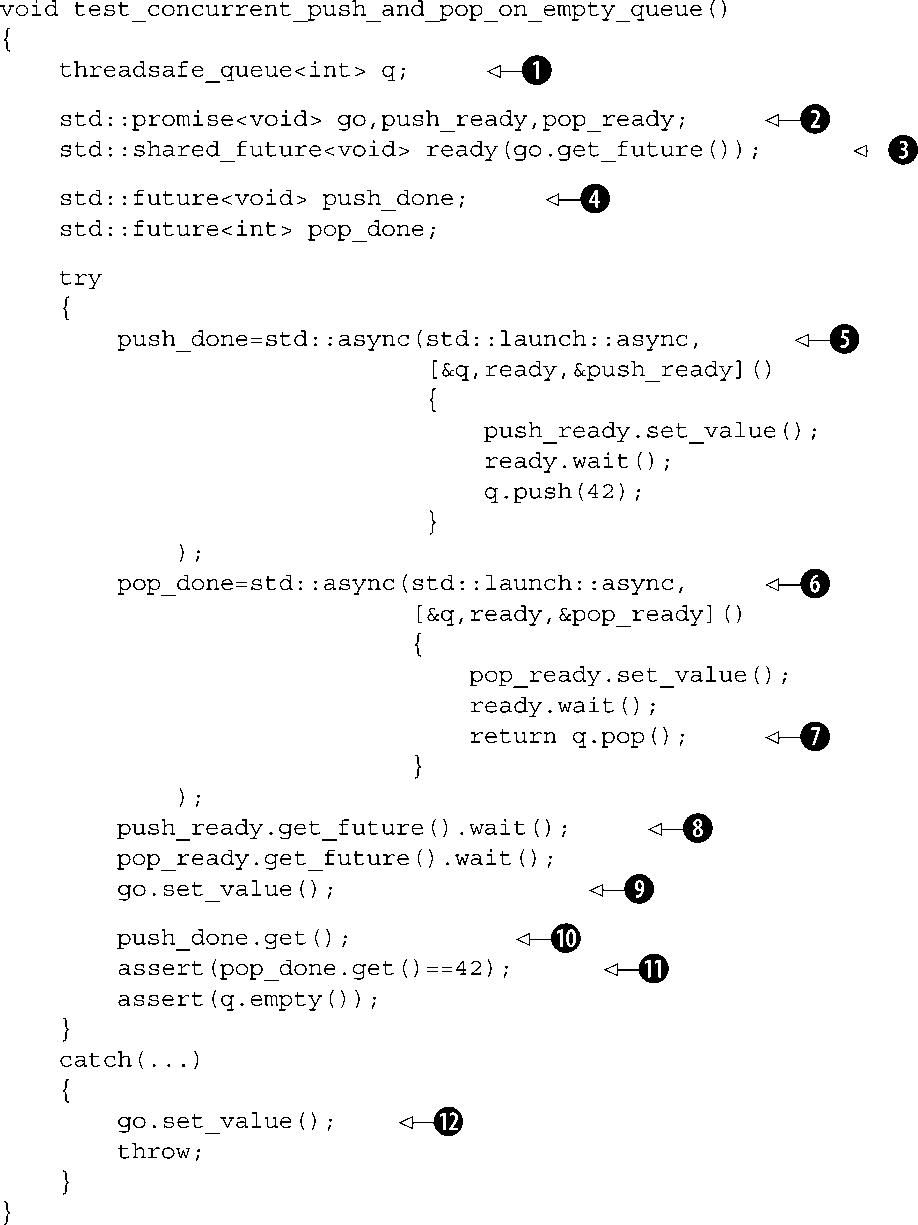 void test_concurrent_push_and_pop_on_empty_queue()
{
    threadsafe_queue<int> q; 1
    std::promise<void> go,push_ready,pop_ready; 2
    std::shared_future<void> ready(go.get_future()); 3
    std::future<void> push_done; 4
    std::future<int> pop_done;
    try
    {
        push_done=std::async(std::launch::async, 5
                             [&q,ready,&push_ready]()
                             {
                                 push_ready.set_value();
                                 ready.wait();
                                 q.push(42);
                             }
            );
        pop_done=std::async(std::launch::async, 6
                            [&q,ready,&pop_ready]()
                            {
                                pop_ready.set_value();
                                ready.wait();
                                return q.pop(); 7
                            }
            );
        push_ready.get_future().wait(); 8
        pop_ready.get_future().wait();
        go.set_value(); 9
        push_done.get(); 10
        assert(pop_done.get()==42); 11
        assert(q.empty());
    }
    catch(...)
    {
        go.set_value(); 12
        throw;
    }
}